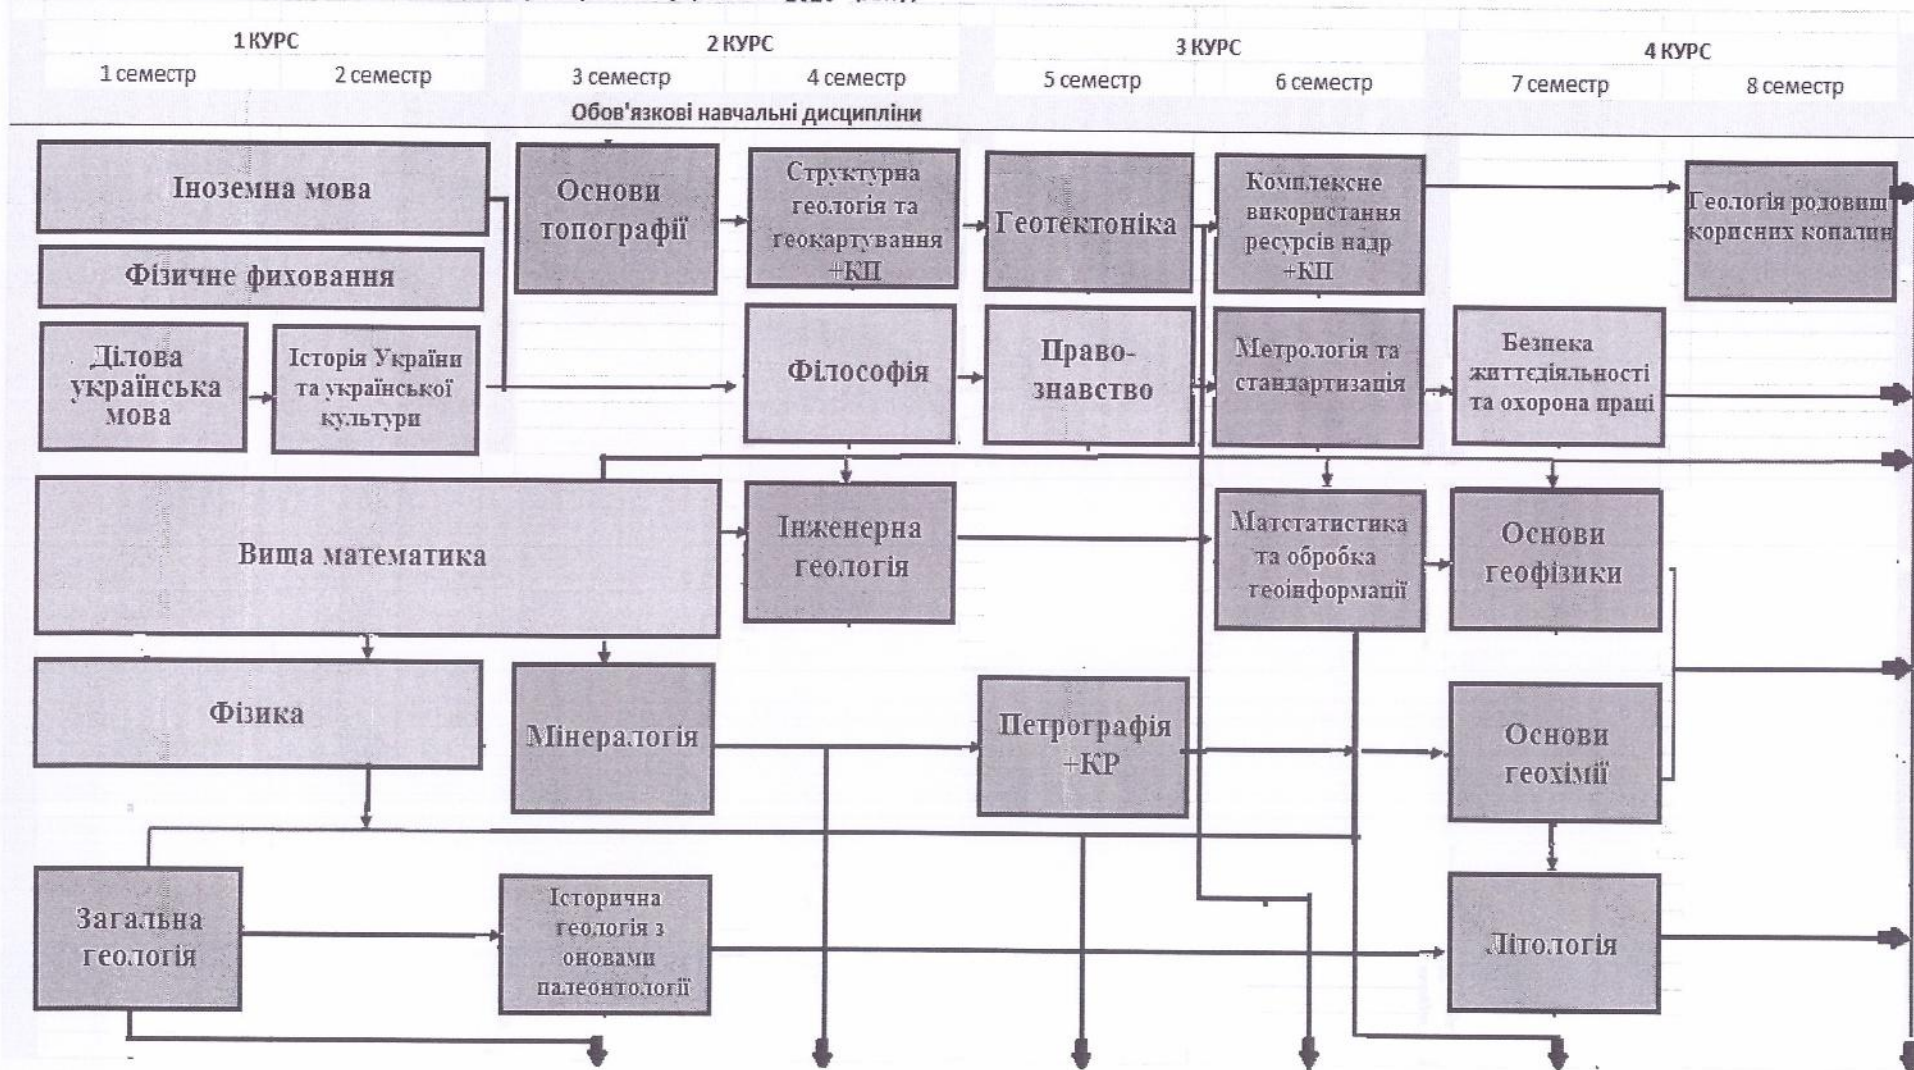 1 КУРС
2 КУРС
3 КУРС
4 КУРС
1 семестр
2 семестр
3 семестр
4 семестр
5 семестр
6 семестр
7 семестр
8 семестр
Обов'язкові навчальні дисципліни
Іноземна мова
Основи
топографії
Структурна
геологія та
геокартування
+КП
Геотектоніка
Комплексне
використання
ресурсів надр
+КП
Геологія родовищ
корисних копалин
Фізичне фиховання
Ділова
українська
мова
Історія України
та української
культури
Філософія
Право-
знавство
Метрологія та
стандартизація
Безпека
життєдіяльності
та охорона праці
Вища математика
Інженерна
геологія
Матстатистика
та обробка
геоінформації
Основи
геофізики
Фізика
Мінералогія
Петрографія
+КР
Основи
геохімії
Загальна
геологія
Історична
геологія з
оновами
палеонтології
Літологія